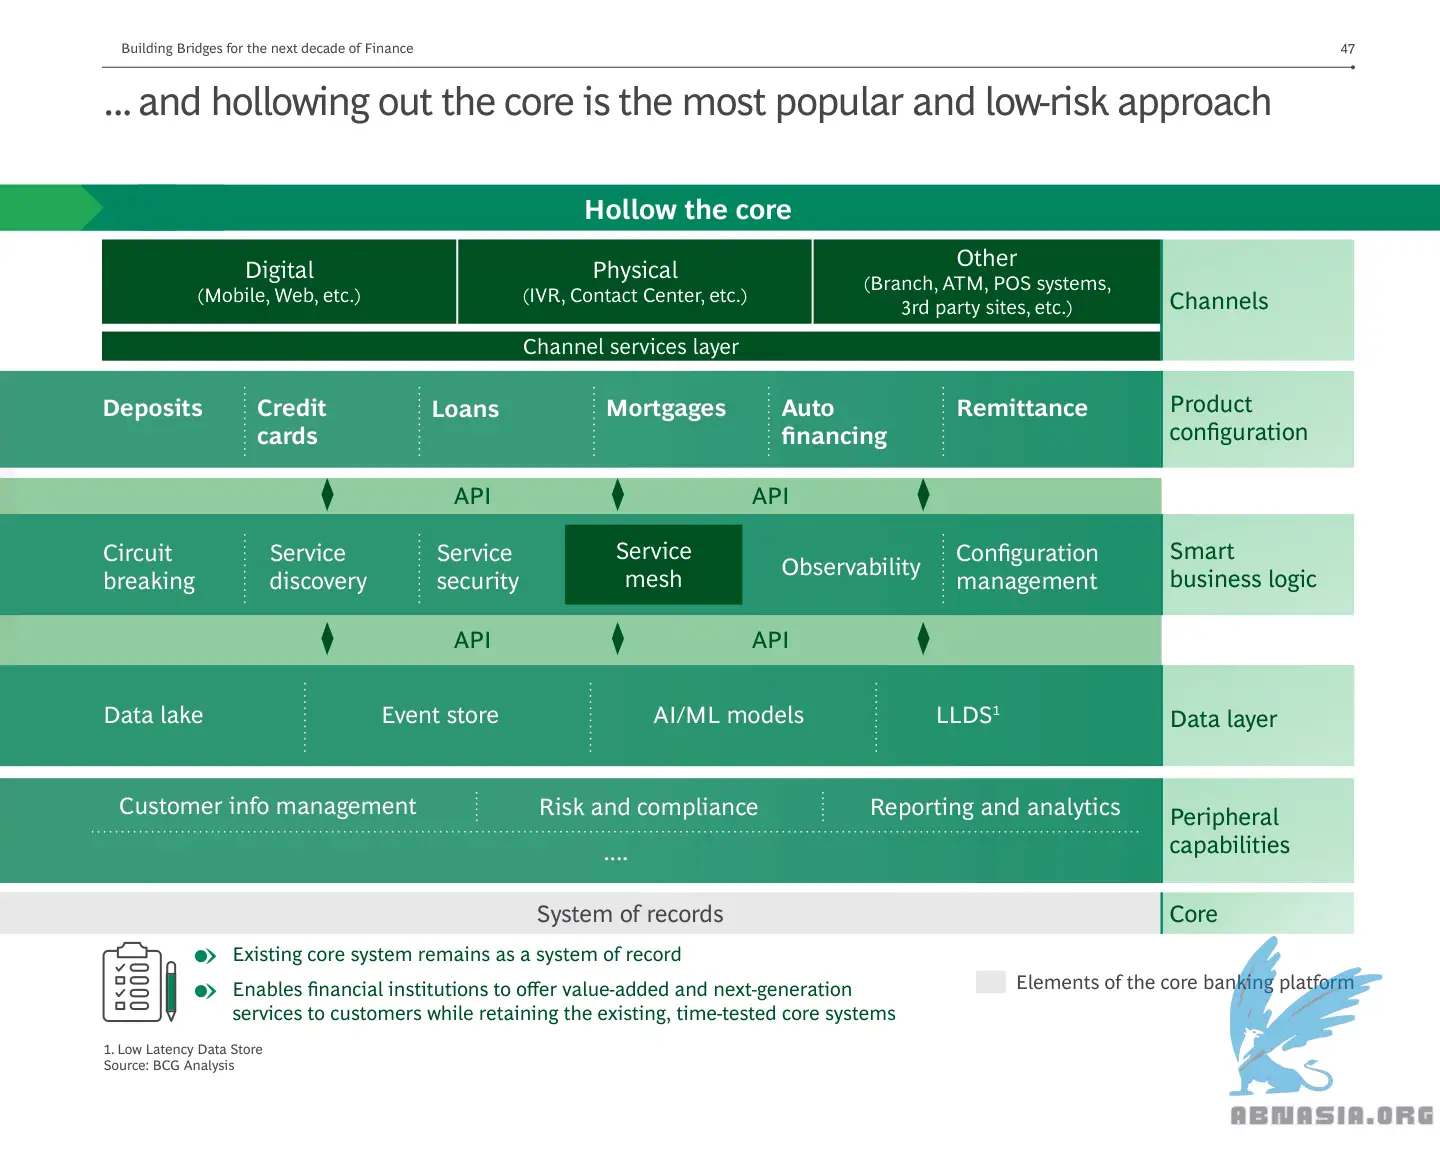 Building Bridges for the next decade of Finance
47
... and hollowing out the core is the most popular and low-risk approach
Hollow the core
Digital
(Mobile, Web, etc.)
Physical
(IVR, Contact Center, etc.)
Other
(Branch, ATM, POS systems,
3rd party sites, etc.)
Channels
Channel services layer
Deposits
Credit
cards
Loans
Mortgages
Auto
financing
Remittance
Product
configuration
API
API
Circuit
breaking
Service
discovery
Service
security
Service
mesh
Observability
Configuration
management
Smart
business logic
API
API
Data lake
Event store
AI/ML models
LLDS¹
Data layer
Customer info management
Risk and compliance
Reporting and analytics
....
Peripheral
capabilities
System of records
Core
Existing core system remains as a system of record
Enables financial institutions to offer value-added and next-generation
services to customers while retaining the existing, time-tested core systems
Elements of the core banking platform
1. Low Latency Data Store
Source: BCG Analysis
ABNASIA.ORG